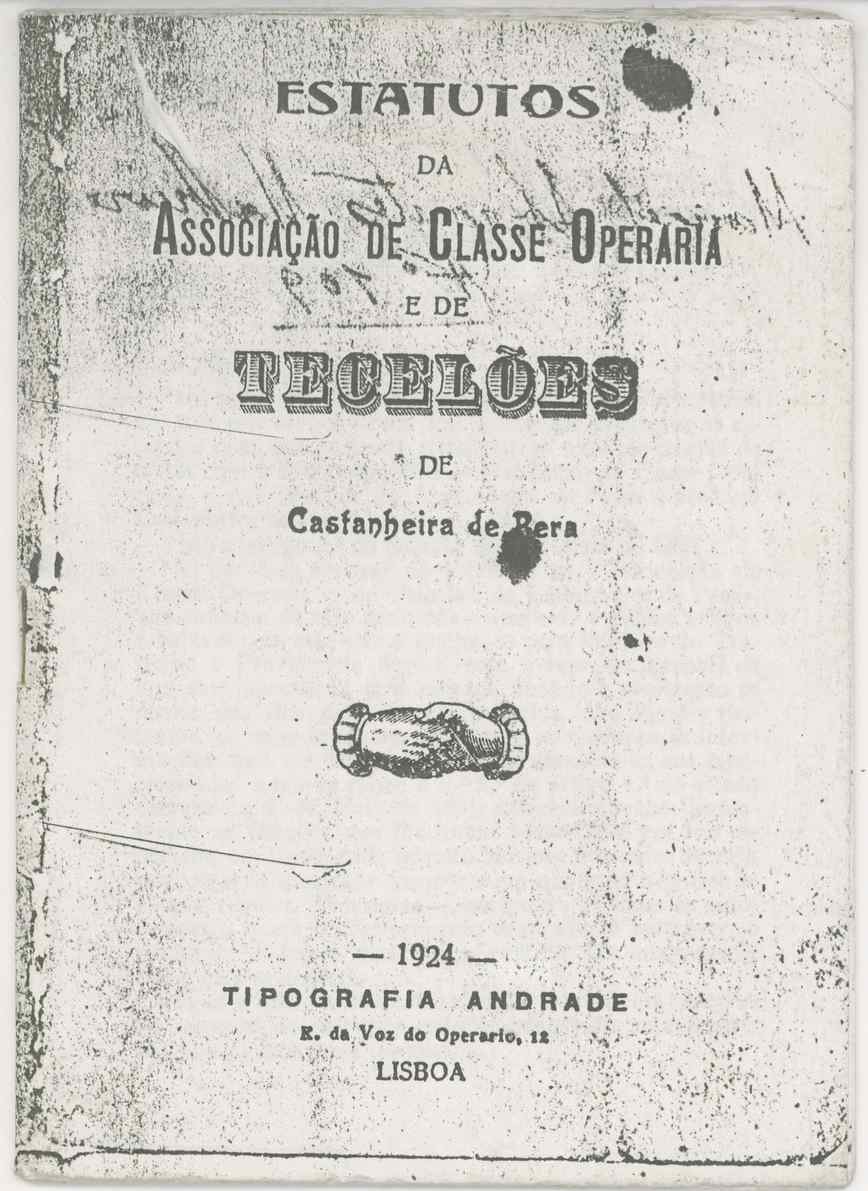 ESTATUTOS
DA
ASSOCIAÇÃO DE CLASSE OPERARIA
E DE
TECELÕES
DE
Castanheira de Pera
— 1924 —
TIPOGRAFIA ANDRADE
R. da Voz do Operario, 12
LISBOA